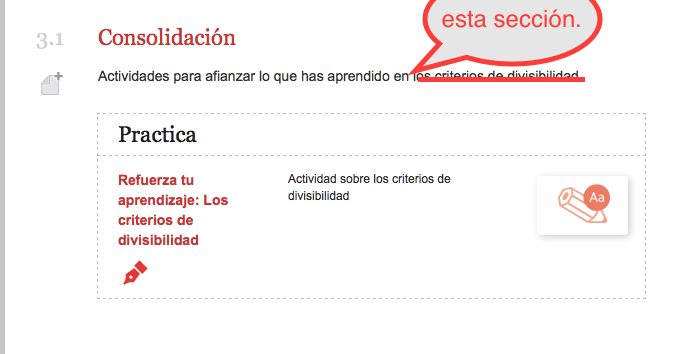 esta sección.
3.1 Consolidación
Actividades para afianzar lo que has aprendido en los criterios de divisibilidad
Practica
Refuerza tu
aprendizaje: Los
criterios de
divisibilidad
Actividad sobre los criterios de
divisibilidad
Aa